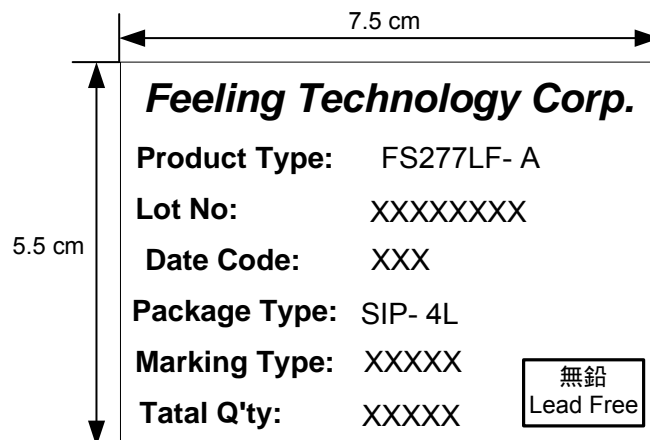 7.5 cm
Feeling Technology Corp.
Product Type: FS277LF- A
Lot No: XXXXXXXX
5.5 cm
Date Code: XXX
Package Type: SIP- 4L
Marking Type: XXXXX
無鉛
Lead Free
Tatal Q'ty: XXXXX